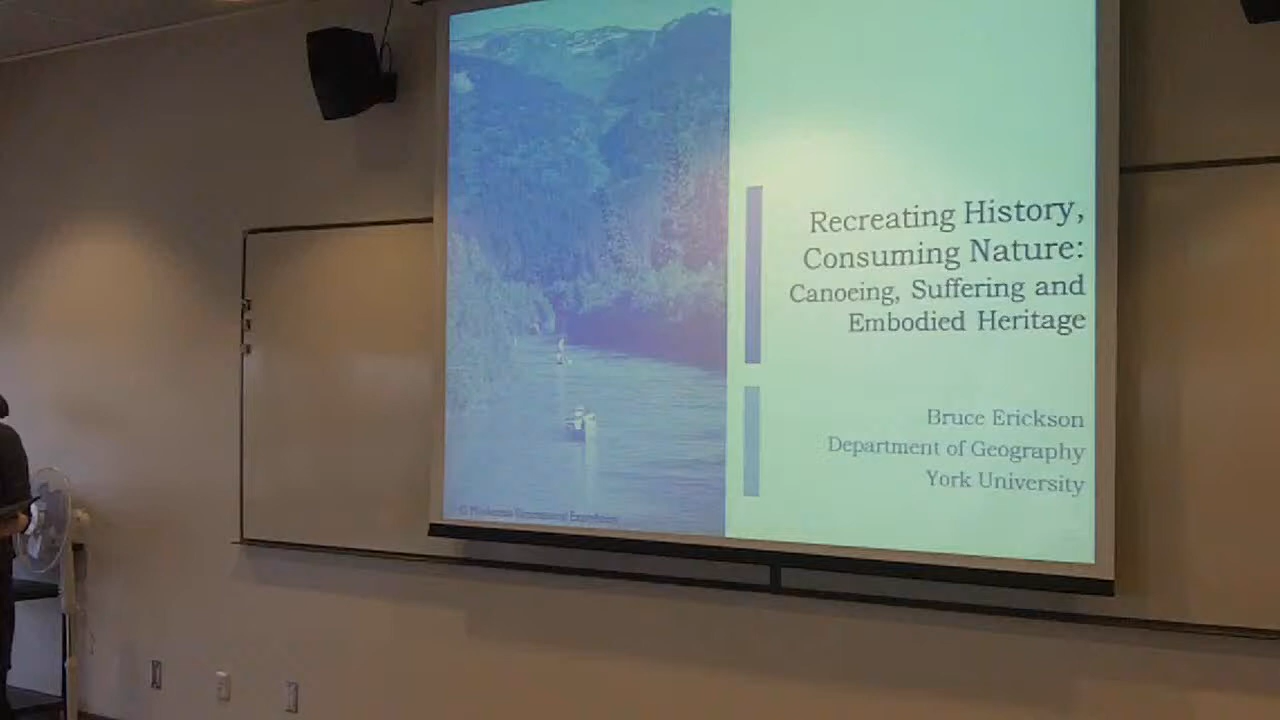 Recreating History,
Consuming Nature:
Canoeing, Suffering and
Embodied Heritage
Bruce Erickson
Department of Geography
York University